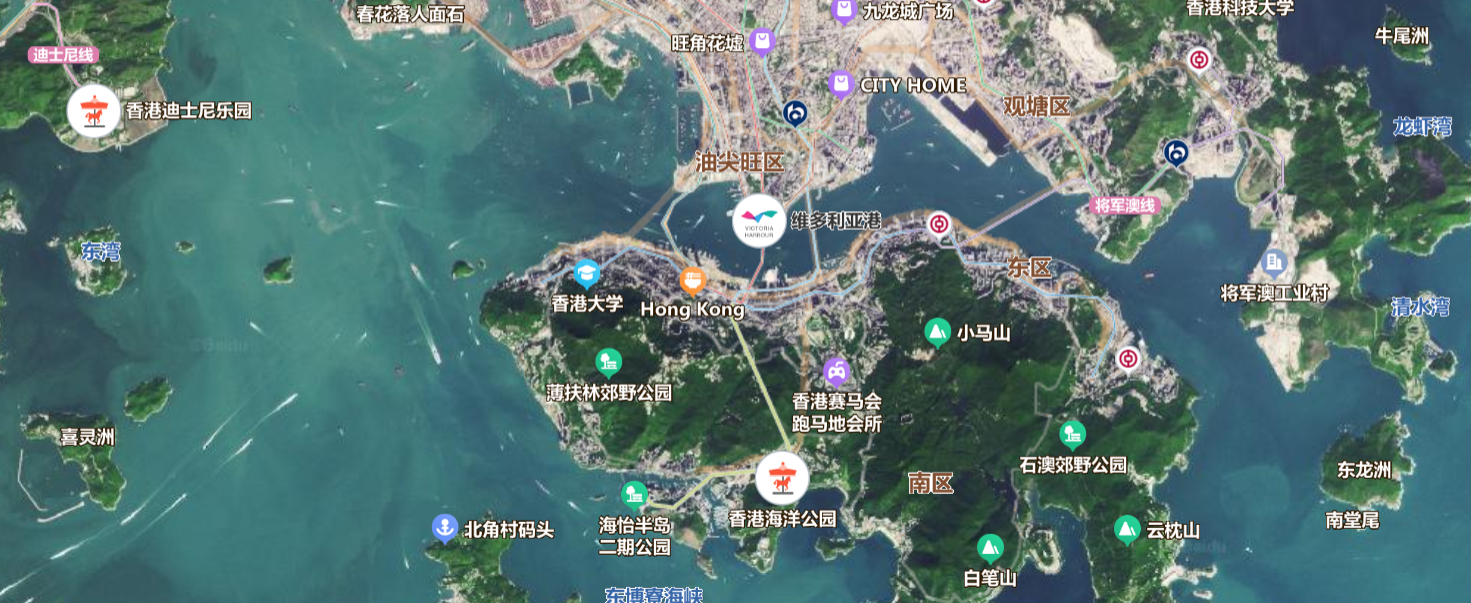 春花落人面石
九龙城广场
香港科技大学
旺角花墟
牛尾洲
迪士尼线
CITY HOME
香港迪士尼乐园
观塘区
龙虾湾
油尖旺区
将军澳线
VICTORIA
HARBOUR
维多利亚港
东湾
东区
香港大学
Hong Kong
将军澳工业村
清水湾
小马山
薄扶林郊野公园
香港赛马会
跑马地会所
喜灵洲
石澳郊野公园
东龙洲
南区
香港海洋公园
南堂尾
海怡半岛
二期公园
北角村码头
云枕山
白笔山
东博寮海峡
Baidu